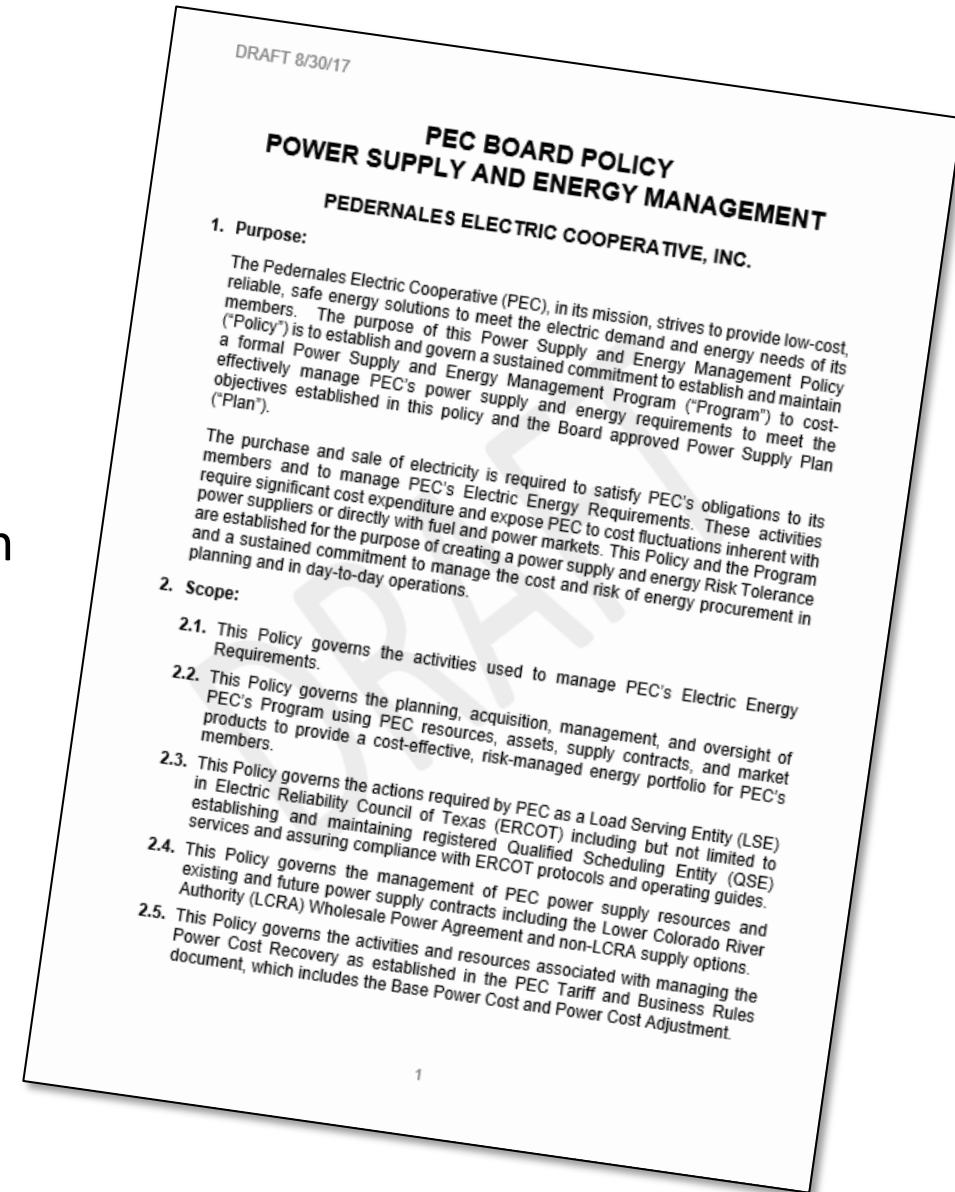 DRAFT 8/30/17
PEC BOARD POLICY
POWER SUPPLY AND ENERGY MANAGEMENT
PEDERNALES ELECTRIC COOPERATIVE, INC.
1. Purpose:
The Pedernales Electric Cooperative (PEC), in its mission, strives to provide low-cost,
reliable, safe energy solutions to meet the electric demand and energy needs of its
members. The purpose of this Power Supply and Energy Management Policy
("Policy") is to establish and govern a sustained commitment to establish and maintain
a formal Power Supply and Energy Management Program ("Program") to cost-
effectively manage PEC's power supply and energy requirements to meet the
objectives established in this policy and the Board approved Power Supply Plan
("Plan").
The purchase and sale of electricity is required to satisfy PEC's obligations to its
members and to manage PEC's Electric Energy Requirements. These activities
require significant cost expenditure and expose PEC to cost fluctuations inherent with
power suppliers or directly with fuel and power markets. This Policy and the Program
are established for the purpose of creating a power supply and energy Risk Tolerance
and a sustained commitment to manage the cost and risk of energy procurement in
planning and in day-to-day operations.
n
2. Scope:
2.1. This Policy governs the activities used to manage PEC's Electric Energy
Requirements.
2.2. This Policy governs the planning, acquisition, management, and oversight of
PEC's Program using PEC resources, assets, supply contracts, and market
products to provide a cost-effective, risk-managed energy portfolio for PEC's
members.
2.3. This Policy governs the actions required by PEC as a Load Serving Entity (LSE)
in Electric Reliability Council of Texas (ERCOT) including but not limited to
establishing and maintaining registered Qualified Scheduling Entity (QSE)
services and assuring compliance with ERCOT protocols and operating guides.
2.4. This Policy governs the management of PEC power supply resources and
existing and future power supply contracts including the Lower Colorado River
Authority (LCRA) Wholesale Power Agreement and non-LCRA supply options.
2.5. This Policy governs the activities and resources associated with managing the
Power Cost Recovery as established in the PEC Tariff and Business Rules
document, which includes the Base Power Cost and Power Cost Adjustment.
1
DRAFT